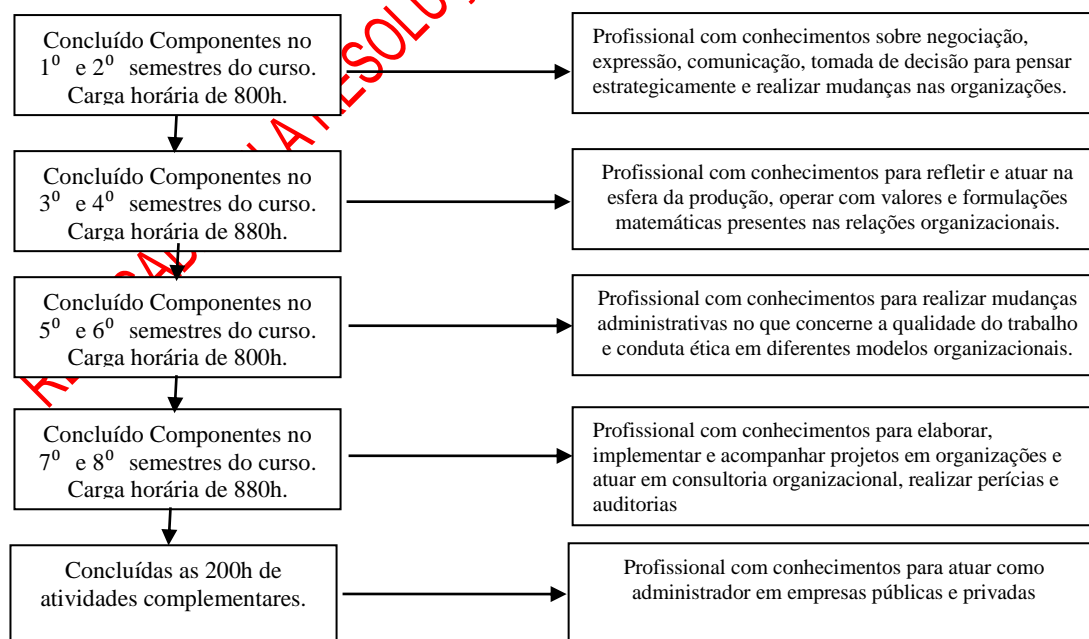 Concluído Componentes no
1⁰ e 2⁰ semestres do curso.
Carga horária de 800h.
Profissional com conhecimentos sobre negociação,
expressão, comunicação, tomada de decisão para pensar
estrategicamente e realizar mudanças nas organizações.
Concluído Componentes no
3⁰ e 4⁰ semestres do curso.
Carga horária de 880h.
Profissional com conhecimentos para refletir e atuar na
esfera da produção, operar com valores e formulações
matemáticas presentes nas relações organizacionais.
Concluído Componentes no
5⁰ e 6⁰ semestres do curso.
Carga horária de 800h.
Profissional com conhecimentos para realizar mudanças
administrativas no que concerne a qualidade do trabalho
e conduta ética em diferentes modelos organizacionais.
Concluído Componentes no
7⁰ e 8⁰ semestres do curso.
Carga horária de 880h.
Profissional com conhecimentos para elaborar,
implementar e acompanhar projetos em organizações e
atuar em consultoria organizacional, realizar perícias e
auditorias
Concluídas as 200h de
atividades complementares.
Profissional com conhecimentos para atuar como
administrador em empresas públicas e privadas